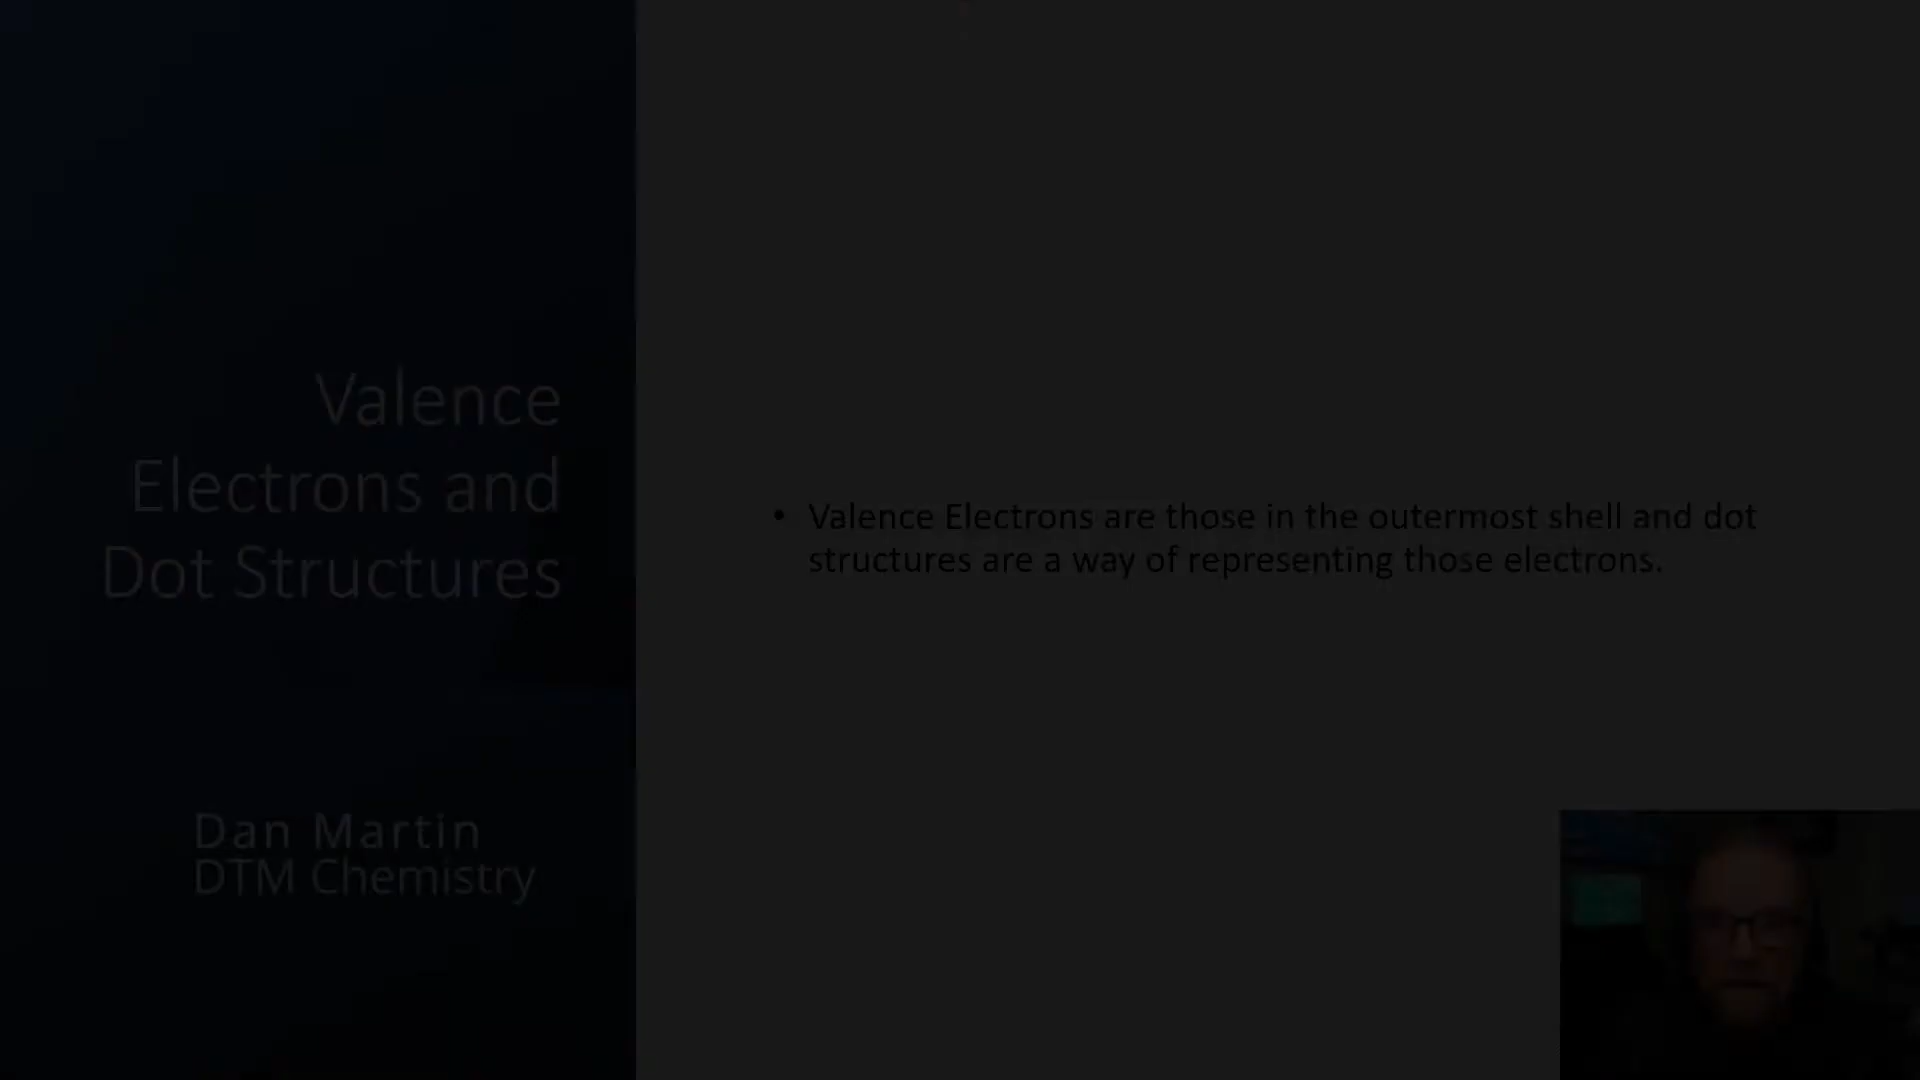 Valence
Electrons and
Dot Structures
Dan Martin
DTM Chemistry
• Valence Electrons are those in the outermost shell and dot
structures are a way of representing those electrons.